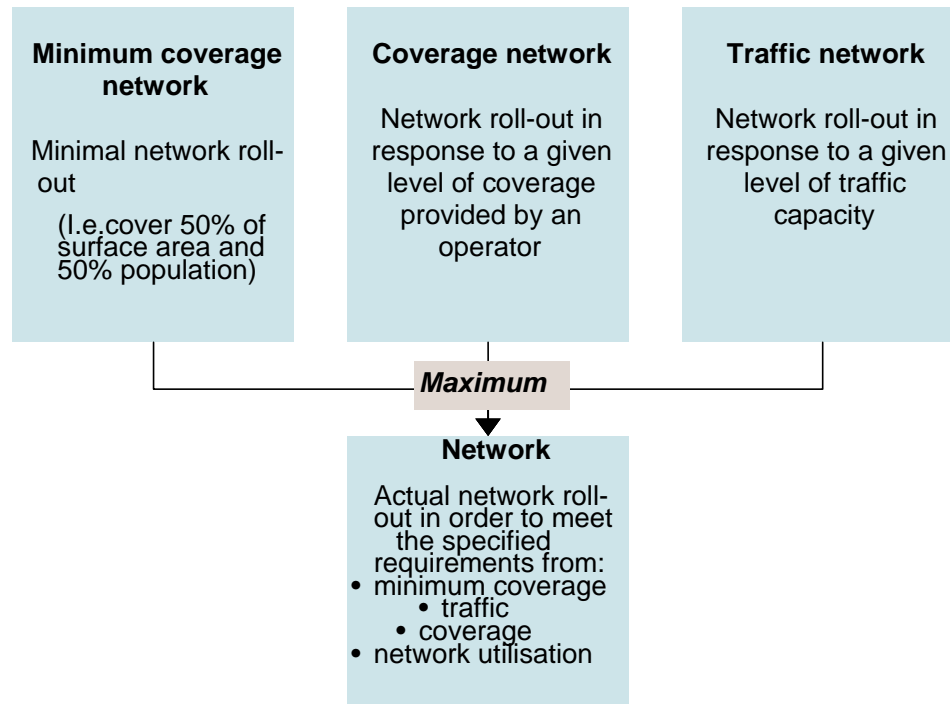 Minimum coverage
network
Minimal network roll-
out
(I.e.cover 50% of
surface area and
50% population)
Coverage network
Network roll-out in
response to a given
level of coverage
provided by an
operator
Traffic network
Network roll-out in
response to a given
level of traffic
capacity
Maximum
Network
Actual network roll-
out in order to meet
the specified
requirements from:
• minimum coverage
• traffic
• coverage
• network utilisation